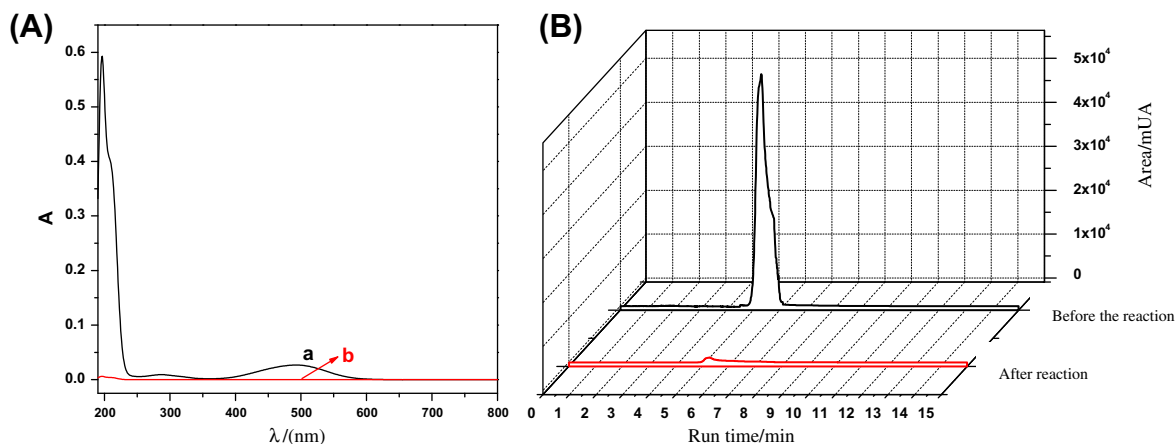 (A)
(B)
0.6
0.5
0.4
0.3
0.2
0.1
0.0
A
a
b
200 300 400 500 600 700 800
λ/(nm)
5x10⁴
4x10⁴
3x10⁴
2x10⁴
1x10⁴
0
Area/mUA
Before the reaction
After reaction
0 1 2 3 4 5 6 7 8 9 10 11 12 13 14 15
Run time/min